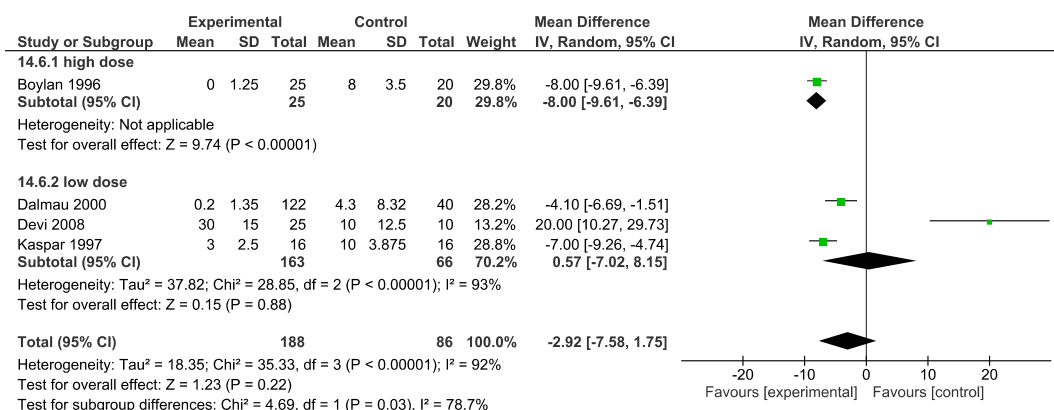 Experimental Control Mean Difference Mean Difference
Study or Subgroup Mean SD Total Mean SD Total Weight IV, Random, 95% CI IV, Random, 95% CI
14.6.1 high dose
Boylan 1996 0 1.25 25 8 3.5 20 29.8% -8.00 [-9.61, -6.39]
Subtotal (95% CI) 25 20 29.8% -8.00 [-9.61, -6.39]
Heterogeneity: Not applicable
Test for overall effect: Z = 9.74 (P < 0.00001)
14.6.2 low dose
Dalmau 2000 0.2 1.35 122 4.3 8.32 40 28.2% -4.10 [-6.69, -1.51]
Devi 2008 30 15 25 10 12.5 10 13.2% 20.00 [10.27, 29.73]
Kaspar 1997 3 2.5 16 10 3.875 16 28.8% -7.00 [-9.26, -4.74]
Subtotal (95% CI) 163 66 70.2% 0.57 [-7.02, 8.15]
Heterogeneity: Tau² = 37.82; Chi² = 28.85, df = 2 (P < 0.00001); I² = 93%
Test for overall effect: Z = 0.15 (P = 0.88)
Total (95% CI) 188 86 100.0% -2.92 [-7.58, 1.75]
Heterogeneity: Tau² = 18.35; Chi² = 35.33, df = 3 (P < 0.00001); I² = 92%
Test for overall effect: Z = 1.23 (P = 0.22)
Test for subgroup differences: Chi² = 4.69, df = 1 (P = 0.03), I² = 78.7%
-20 -10 0 10 20
Favours [experimental] Favours [control]